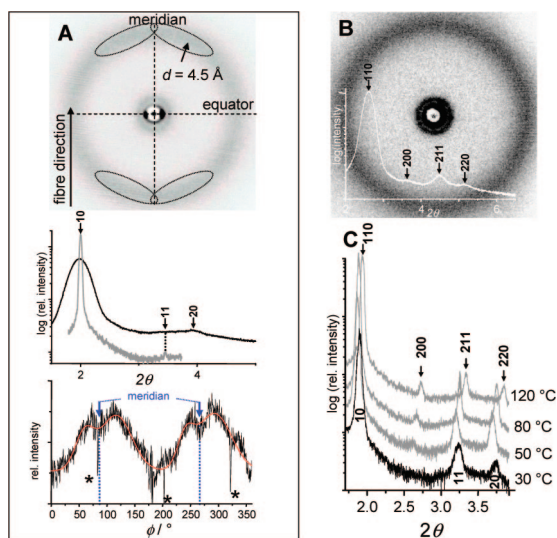 A
meridian
d = 4.5 Å
equator
fibre direction
10
11
20
log (rel. intensity)
2
4
2θ
meridian
rel. intensity
*
*
*
0 50 100 150 200 250 300 350
ϕ/ °
B
110
200
211
220
log intensity
2
4
2θ
6
C
110
200
211
220
log (rel. intensity)
120 °C
80 °C
50 °C
30 °C
10
11
20
2.0 2.5 3.0 3.5
2θ